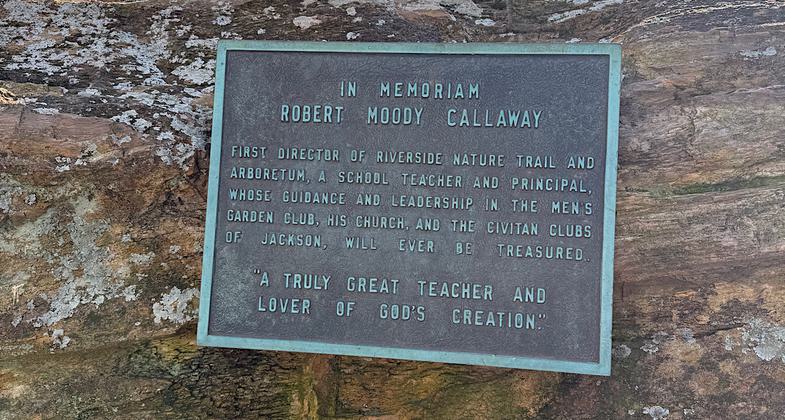 IN MEMORIAM
ROBERT MOODY CALLAWAY
FIRST DIRECTOR OF RIVERSIDE NATURE TRAIL AND
ARBORETUM, A SCHOOL TEACHER AND PRINCIPAL,
WHOSE GUIDANCE AND LEADERSHIP IN THE MEN'S
GARDEN CLUB, HIS CHURCH, AND THE CIVITAN CLUBS
OF JACKSON, WILL EVER BE TREASURED.
"A TRULY GREAT TEACHER AND
LOVER OF GOD'S CREATION."